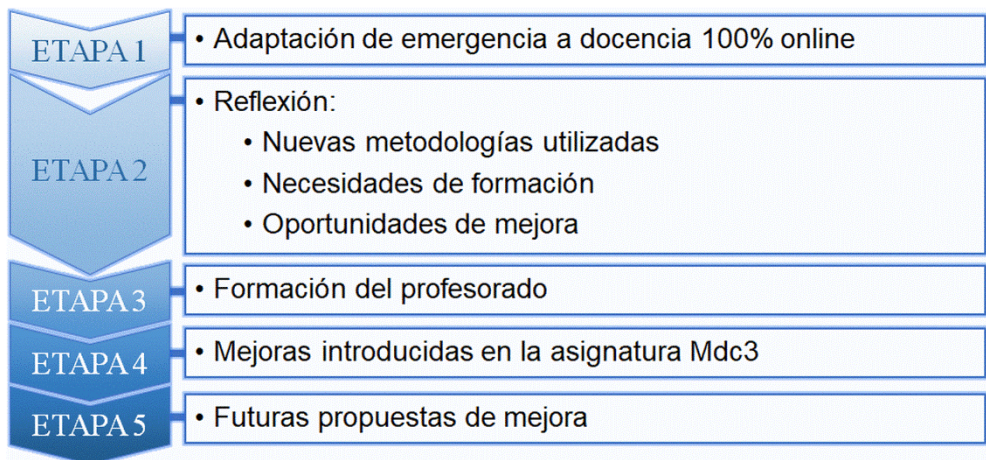 ETAPA 1
• Adaptación de emergencia a docencia 100% online
ETAPA 2
• Reflexión:
• Nuevas metodologías utilizadas
• Necesidades de formación
• Oportunidades de mejora
ETAPA 3
• Formación del profesorado
ETAPA 4
• Mejoras introducidas en la asignatura Mdc3
ETAPA 5
• Futuras propuestas de mejora